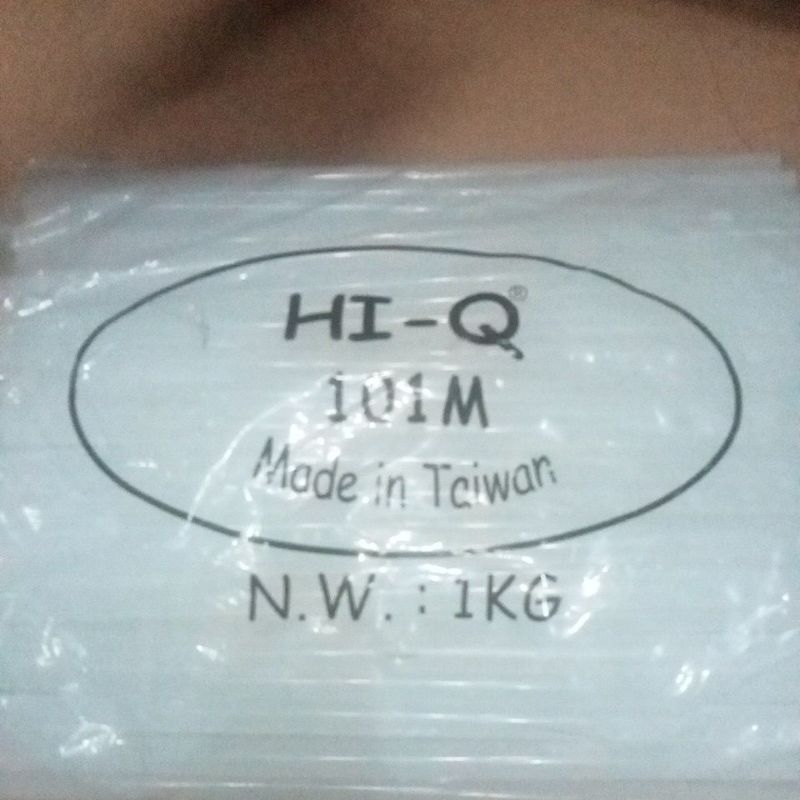 HI-Q®
101M
Made in Taiwan
N.W. : 1KG